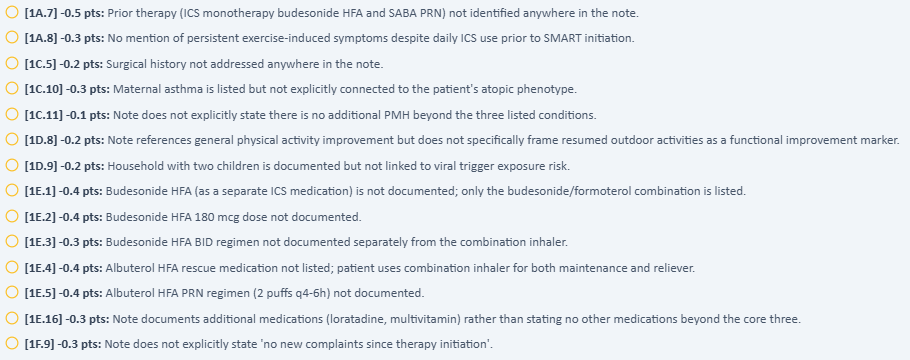 [1A.7] -0.5 pts: Prior therapy (ICS monotherapy budesonide HFA and SABA PRN) not identified anywhere in the note.
[1A.8] -0.3 pts: No mention of persistent exercise-induced symptoms despite daily ICS use prior to SMART initiation.
[1C.5] -0.2 pts: Surgical history not addressed anywhere in the note.
[1C.10] -0.3 pts: Maternal asthma is listed but not explicitly connected to the patient's atopic phenotype.
[1C.11] -0.1 pts: Note does not explicitly state there is no additional PMH beyond the three listed conditions.
[1D.8] -0.2 pts: Note references general physical activity improvement but does not specifically frame resumed outdoor activities as a functional improvement marker.
[1D.9] -0.2 pts: Household with two children is documented but not linked to viral trigger exposure risk.
[1E.1] -0.4 pts: Budesonide HFA (as a separate ICS medication) is not documented; only the budesonide/formoterol combination is listed.
[1E.2] -0.4 pts: Budesonide HFA 180 mcg dose not documented.
[1E.3] -0.3 pts: Budesonide HFA BID regimen not documented separately from the combination inhaler.
[1E.4] -0.4 pts: Albuterol HFA rescue medication not listed; patient uses combination inhaler for both maintenance and reliever.
[1E.5] -0.4 pts: Albuterol HFA PRN regimen (2 puffs q4-6h) not documented.
[1E.16] -0.3 pts: Note documents additional medications (loratadine, multivitamin) rather than stating no other medications beyond the core three.
[1F.9] -0.3 pts: Note does not explicitly state 'no new complaints since therapy initiation'.